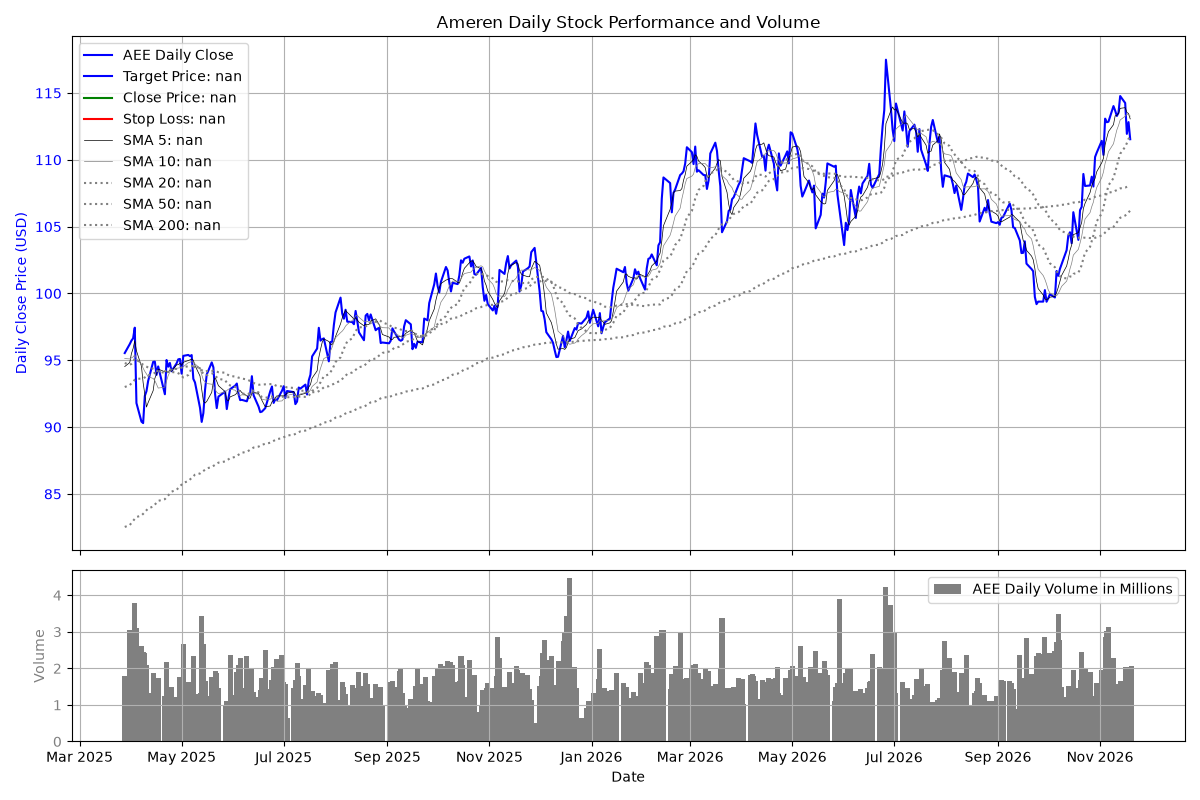 Ameren Daily Stock Performance and Volume
AEE Daily Close
Target Price: nan
Close Price: nan
Stop Loss: nan
SMA 5: nan
SMA 10: nan
SMA 20: nan
SMA 50: nan
SMA 200: nan
115
110
105
100
95
90
85
Daily Close Price (USD)
AEE Daily Volume in Millions
4
3
2
1
0
Volume
Mar 2025 May 2025 Jul 2025 Sep 2025 Nov 2025 Jan 2026 Mar 2026 May 2026 Jul 2026 Sep 2026 Nov 2026
Date